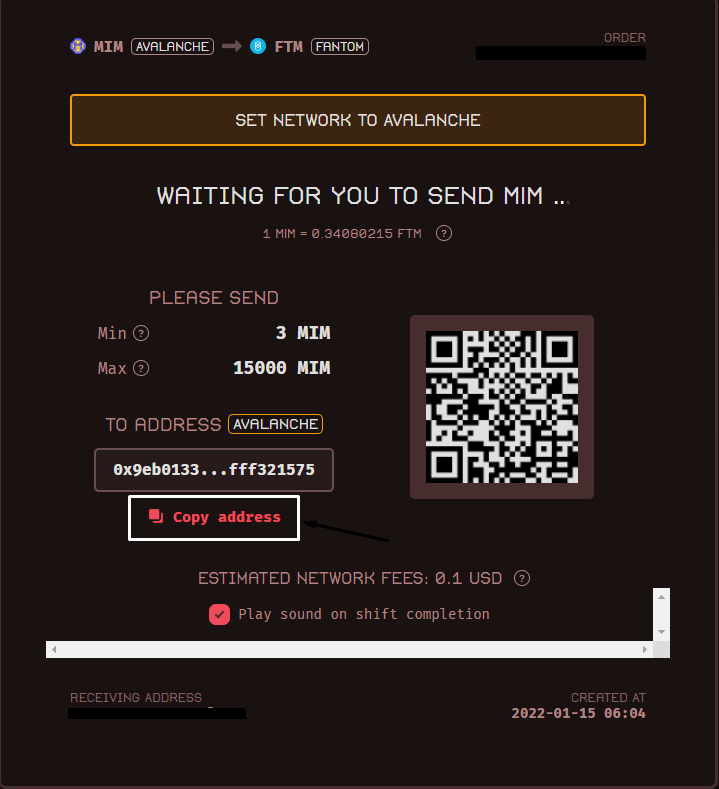 MIM AVALANCHE FTM FANTOM
ORDER
SET NETWORK TO AVALANCHE
WAITING FOR YOU TO SEND MIM ...
1 MIM = 0.34080215 FTM ?
PLEASE SEND
Min ? 3 MIM
Max ? 15000 MIM
TO ADDRESS AVALANCHE
0x9eb0133...fff321575
Copy address
ESTIMATED NETWORK FEES: 0.1 USD ?
Play sound on shift completion
RECEIVING ADDRESS
CREATED AT
2022-01-15 06:04